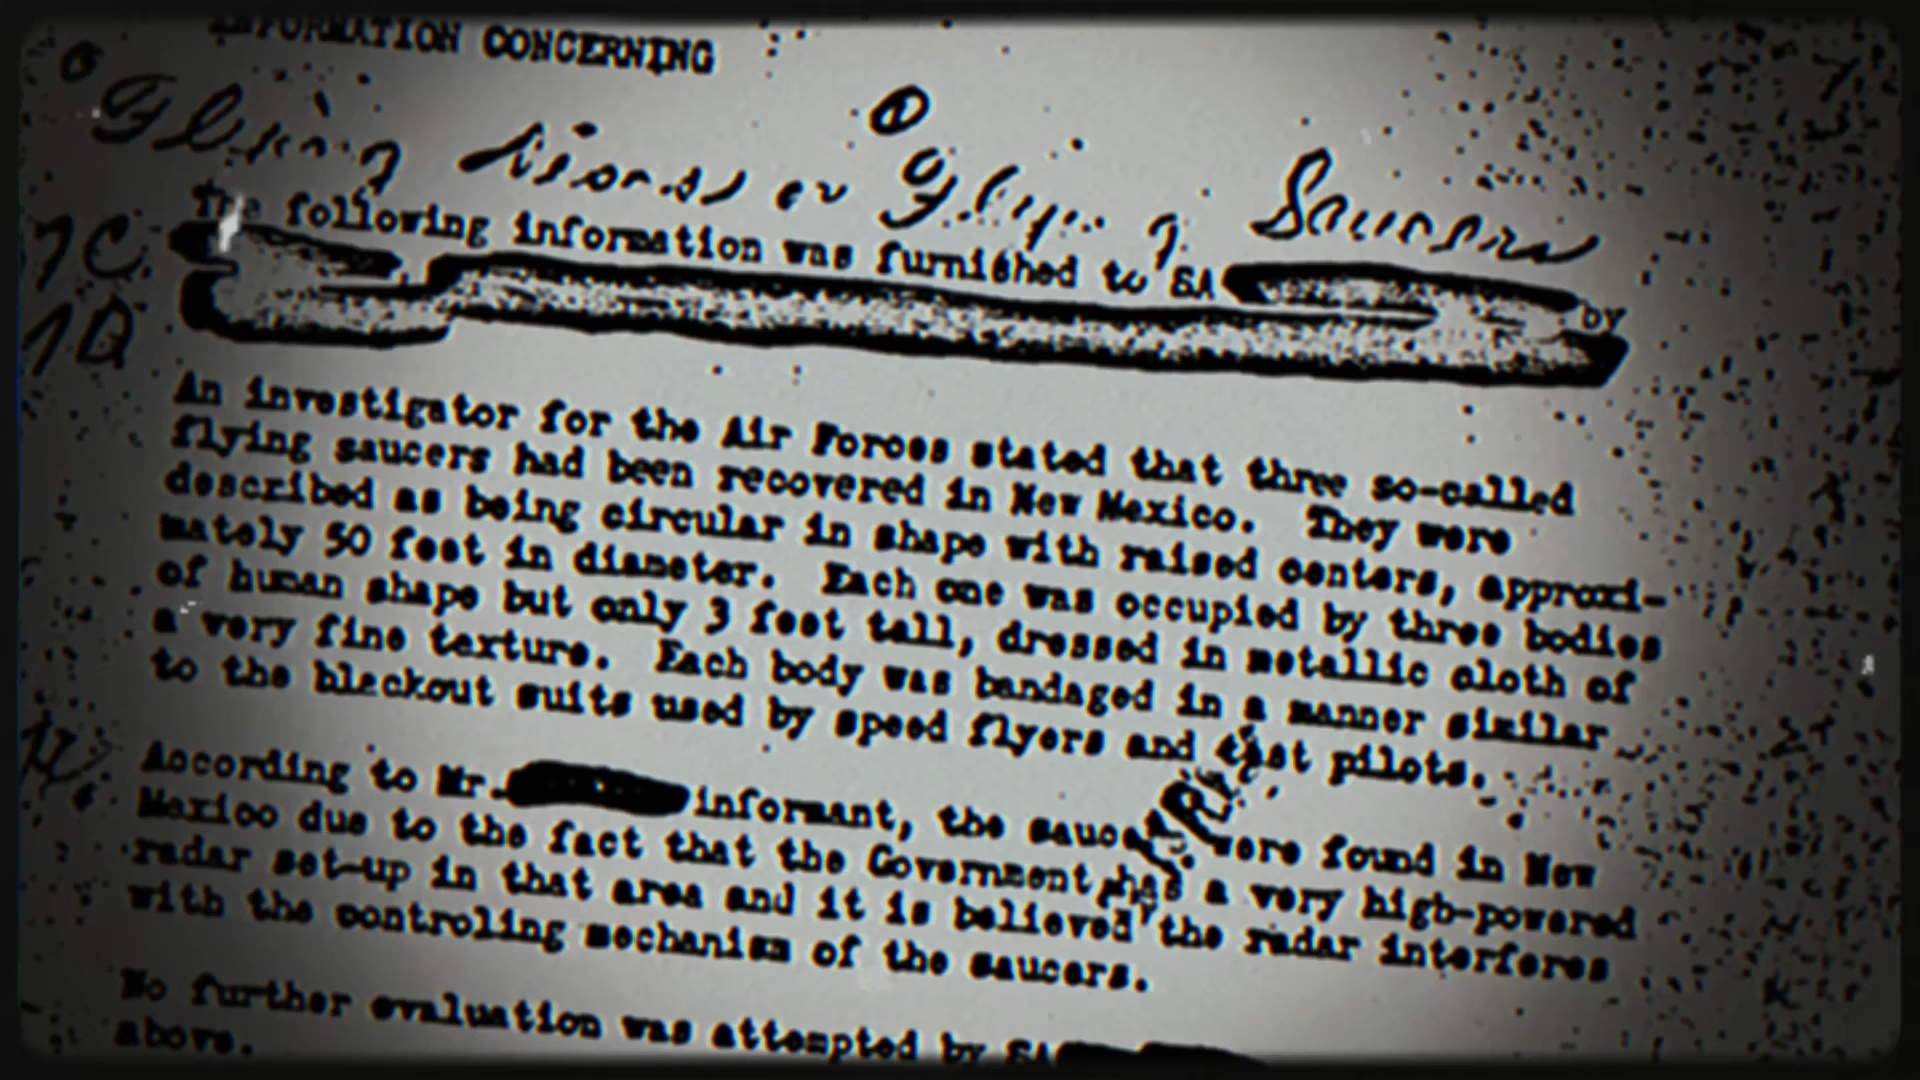 INFORMATION CONCERNING
Flying Discs or Flying Saucers
The following information was furnished to SA by
7C
7D
An investigator for the Air Forces stated that three so-called
flying saucers had been recovered in New Mexico. They were
described as being circular in shape with raised centers, approxi-
mately 50 feet in diameter. Each one was occupied by three bodies
of human shape but only 3 feet tall, dressed in metallic cloth of
a very fine texture. Each body was bandaged in a manner similar
to the blackout suits used by speed flyers and test pilots.
According to Mr. informant, the saucers were found in New
Mexico due to the fact that the Government has a very high-powered
radar set-up in that area and it is believed the radar interferes
with the controling mechanism of the saucers.
No further evaluation was attempted by SA
above.